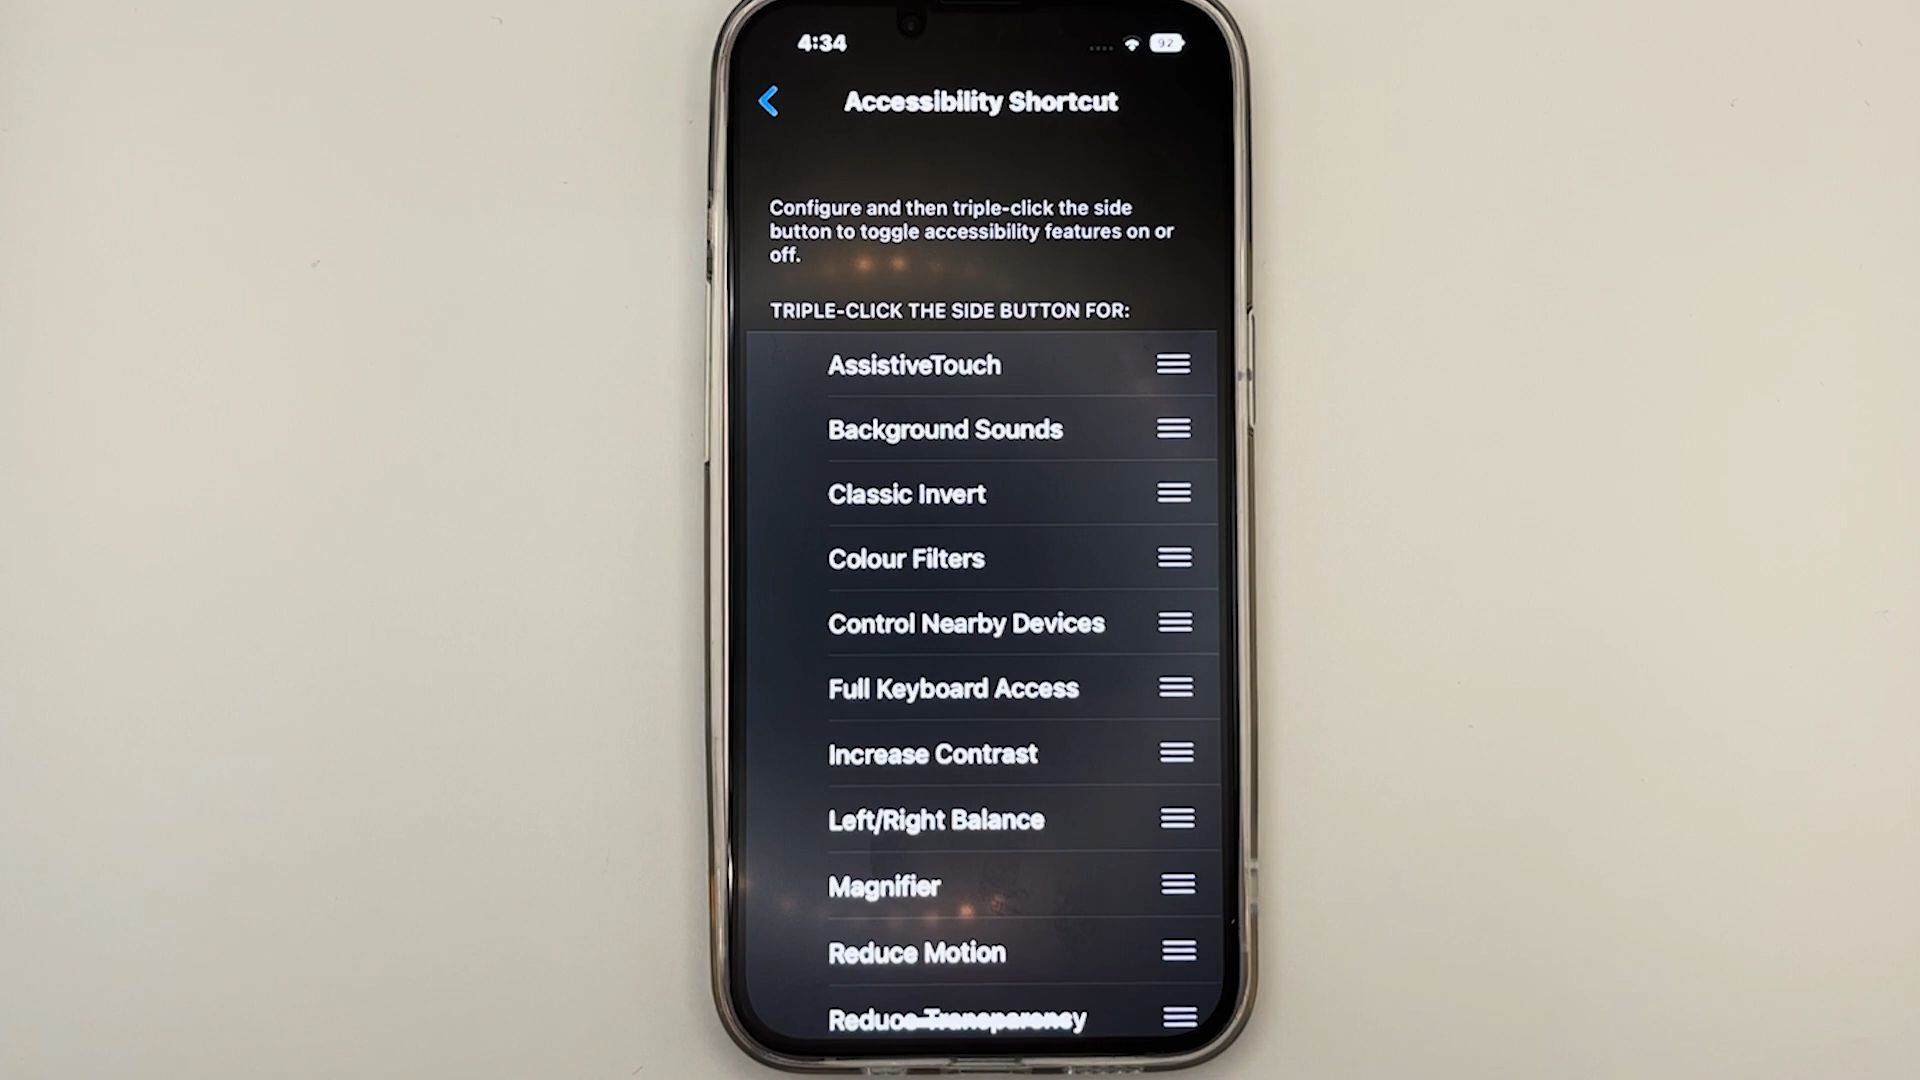 4:34
92
Accessibility Shortcut
Configure and then triple-click the side
button to toggle accessibility features on or
off.
TRIPLE-CLICK THE SIDE BUTTON FOR:
AssistiveTouch
Background Sounds
Classic Invert
Colour Filters
Control Nearby Devices
Full Keyboard Access
Increase Contrast
Left/Right Balance
Magnifier
Reduce Motion
Reduce Transparency